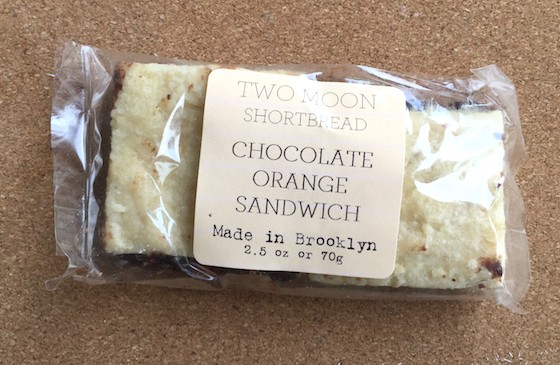 TWO MOON
SHORTBREAD
CHOCOLATE
ORANGE
SANDWICH
Made in Brooklyn
2.5 oz or 70g